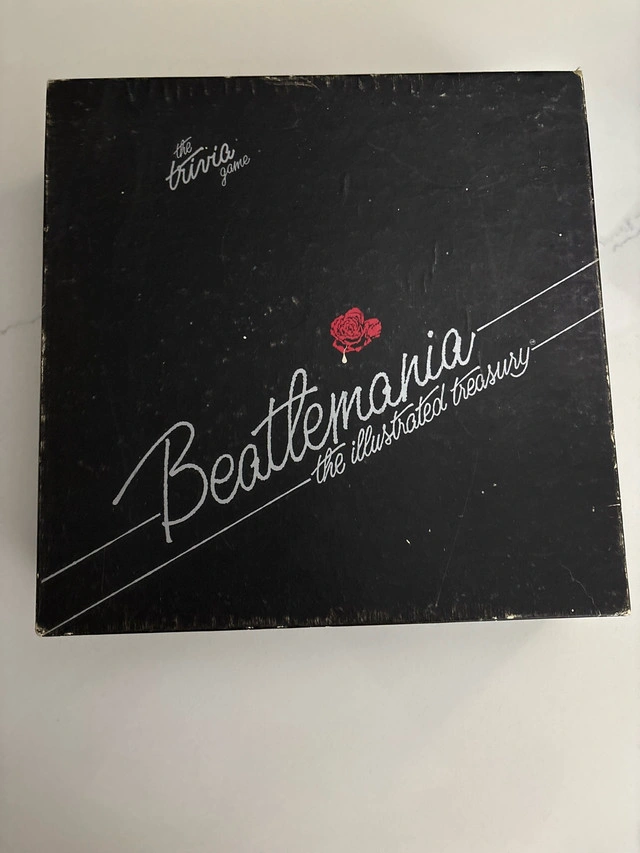 the
trivia
game
Beatlemania
the illustrated treasury